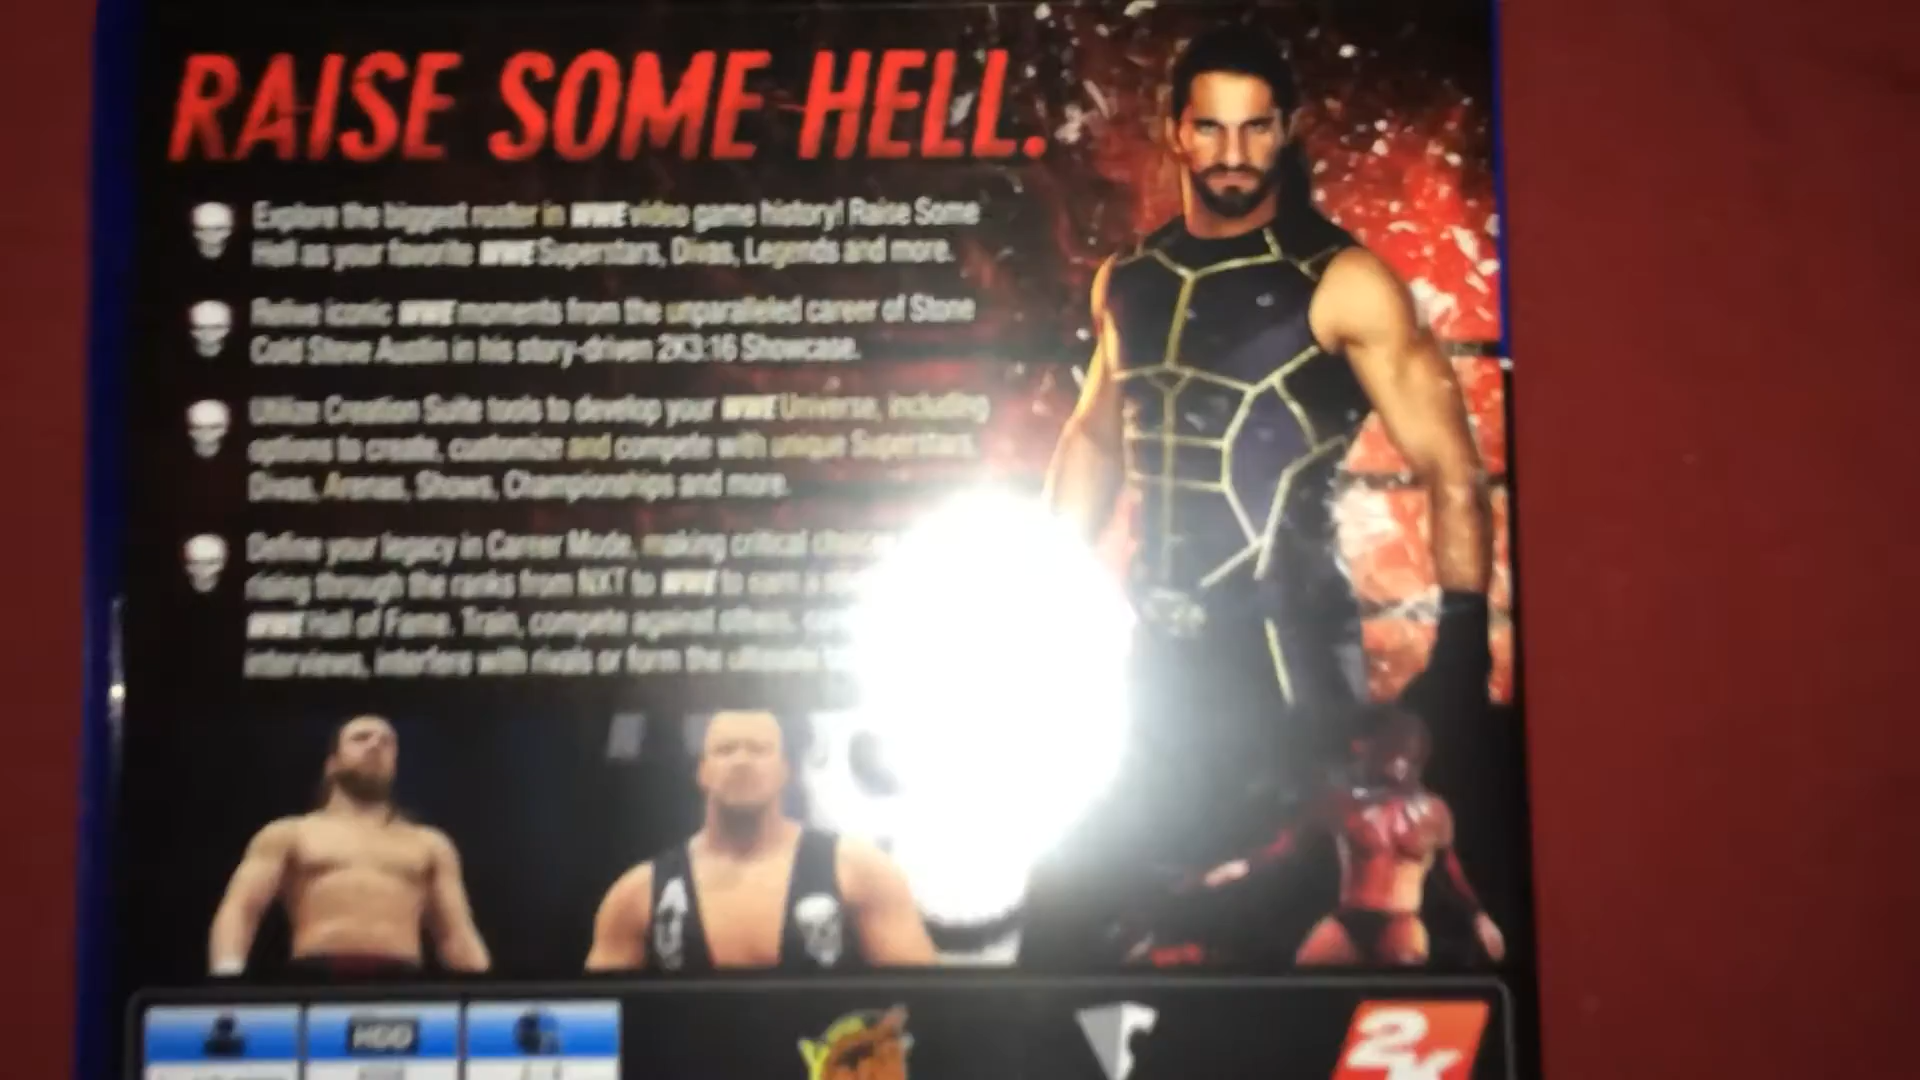 RAISE SOME HELL.
Explore the biggest roster in WWE video game history! Raise Some
Hell as your favorite WWE Superstars, Divas, Legends and more.
Relive iconic WWE moments from the unparalleled career of Stone
Cold Steve Austin in his story-driven 2K3:16 Showcase.
Utilize Creation Suite tools to develop your WWE Universe, including
options to create, customize and compete with unique Superstars,
Divas, Arenas, Shows, Championships and more.
Define your legacy in Career Mode, making critical
rising through the ranks from NXT to WWE to earn a
WWE Hall of Fame. Train, compete against others,
interviews, interfere with rivals or form the ultimate
HDD
2K